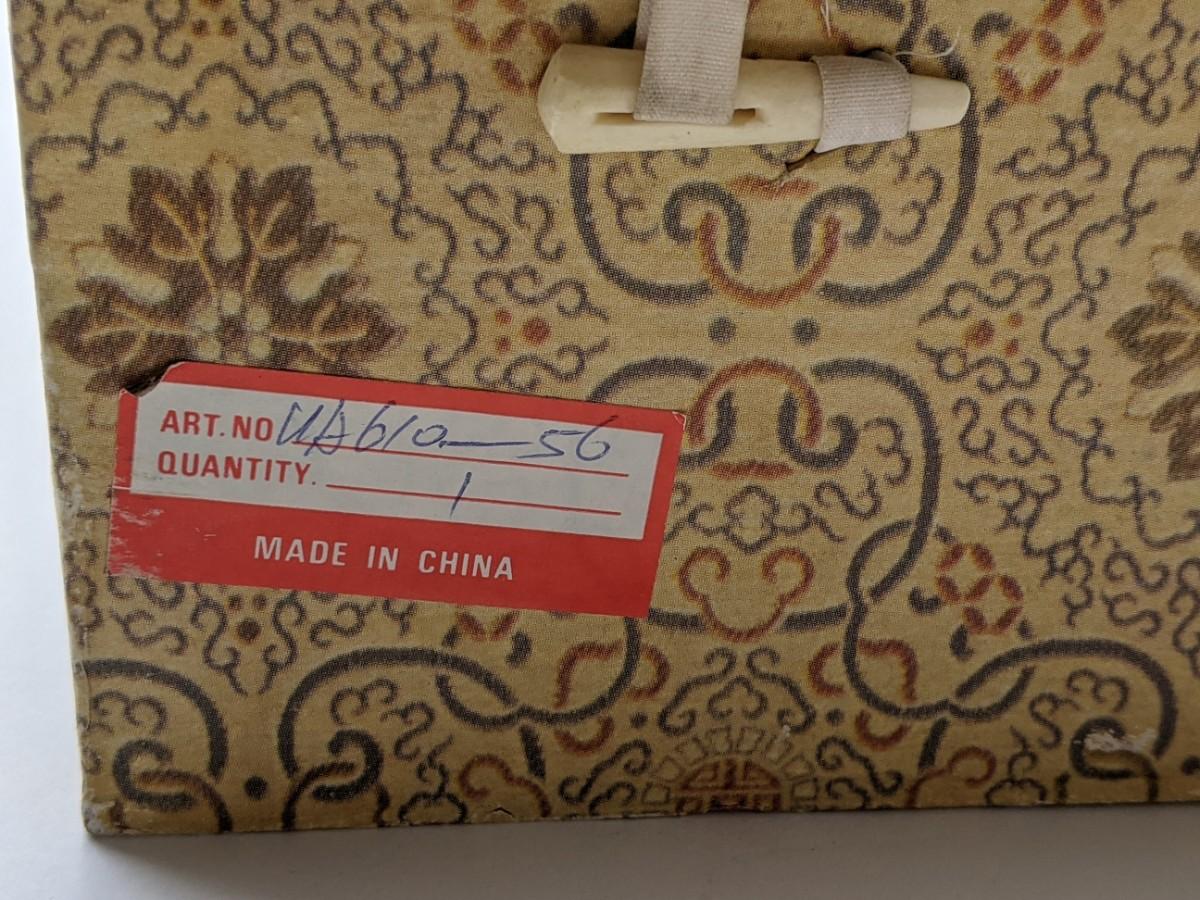 ART. NO UA610—56
QUANTITY. 1
MADE IN CHINA